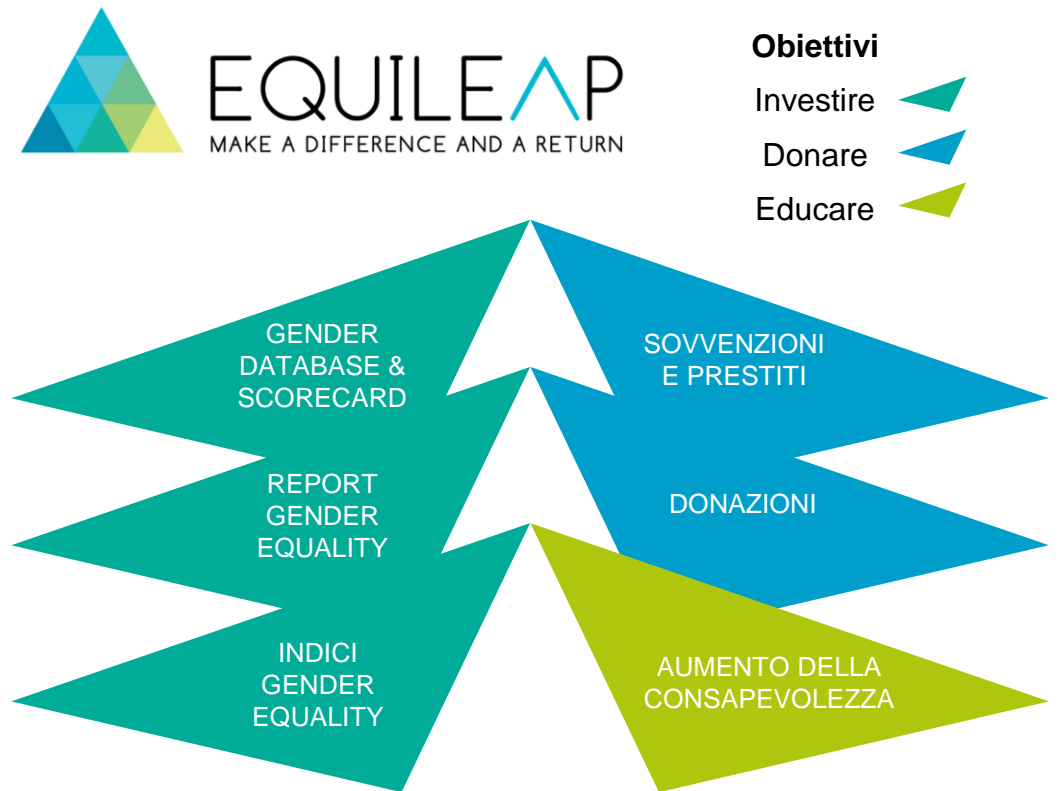 EQUILEAP
MAKE A DIFFERENCE AND A RETURN
Obiettivi
Investire
Donare
Educare
GENDER
DATABASE &
SCORECARD
SOVVENZIONI
E PRESTITI
REPORT
GENDER
EQUALITY
DONAZIONI
INDICI
GENDER
EQUALITY
AUMENTO DELLA
CONSAPEVOLEZZA